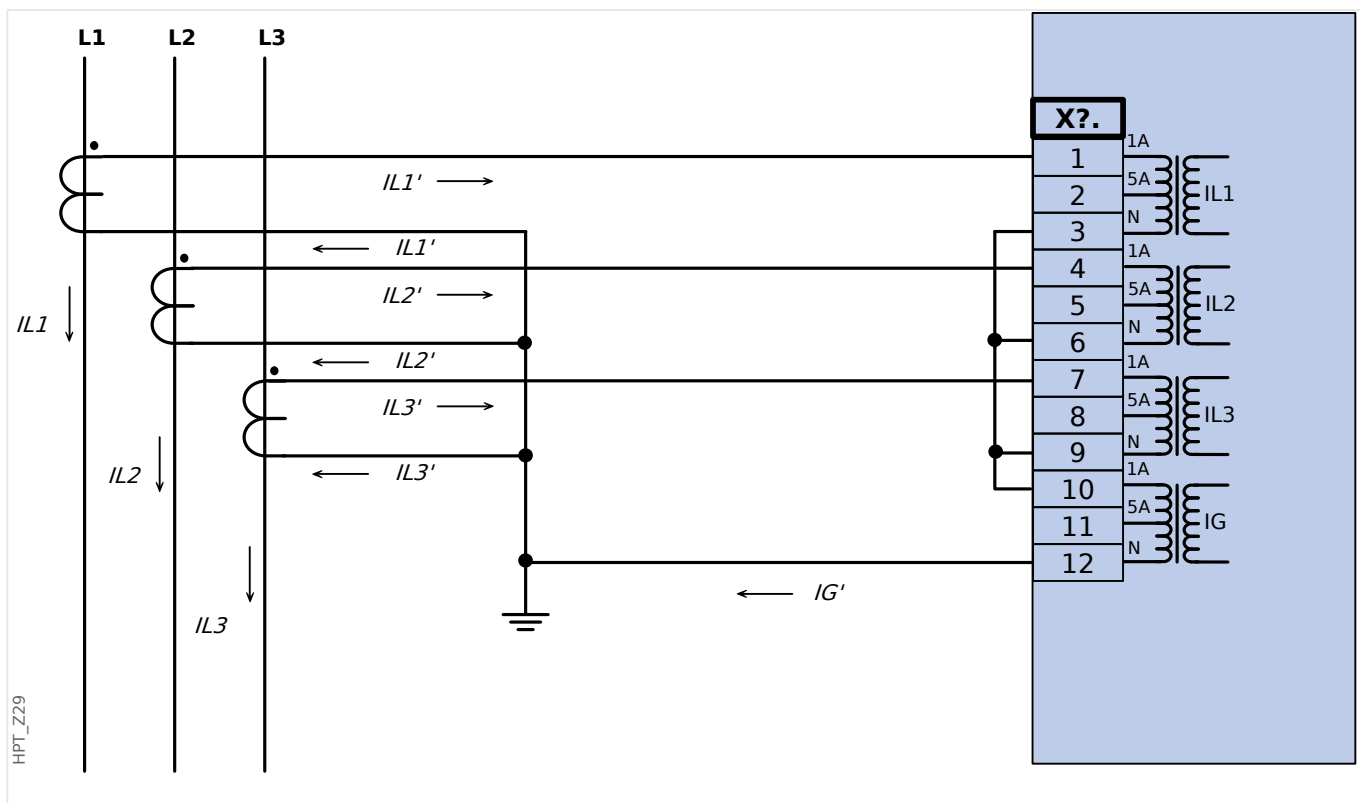 L1 L2 L3
X?.
1 1A
IL1'
2 5A IL1
3 N
IL1'
4 1A
IL2'
5 5A IL2
IL1
6 N
IL2'
7 1A
IL3'
8 5A IL3
9 N
IL3'
IL2
10 1A
11 5A IG
12 N
IG'
IL3
HPT_Z29